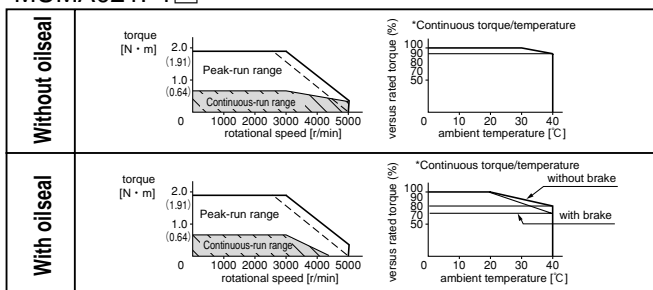 Without oilseal
torque
[N・m]
2.0
(1.91)
1.0
(0.64)
Peak-run range
Continuous-run range
0 1000 2000 3000 4000 5000
rotational speed [r/min]
*Continuous torque/temperature
versus rated torque (%)
100
90
80
70
50
0 10 20 30 40
ambient temperature [℃]
With oilseal
torque
[N・m]
2.0
(1.91)
1.0
(0.64)
Peak-run range
Continuous-run range
0 1000 2000 3000 4000 5000
rotational speed [r/min]
*Continuous torque/temperature
without brake
versus rated torque (%)
100
90
80
70
50
with brake
0 10 20 30 40
ambient temperature [℃]